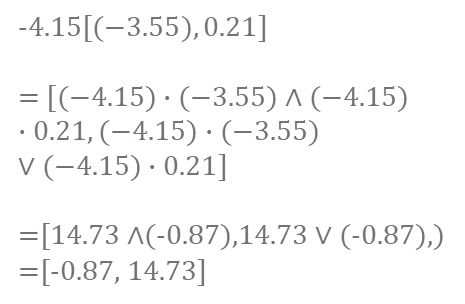 -4.15[(−3.55),0.21]
= [(−4.15) · (−3.55) ∧ (−4.15)
· 0.21, (−4.15) · (−3.55)
∨ (−4.15) · 0.21]
=[14.73 ∧(-0.87),14.73 ∨ (-0.87),)
=[-0.87, 14.73]